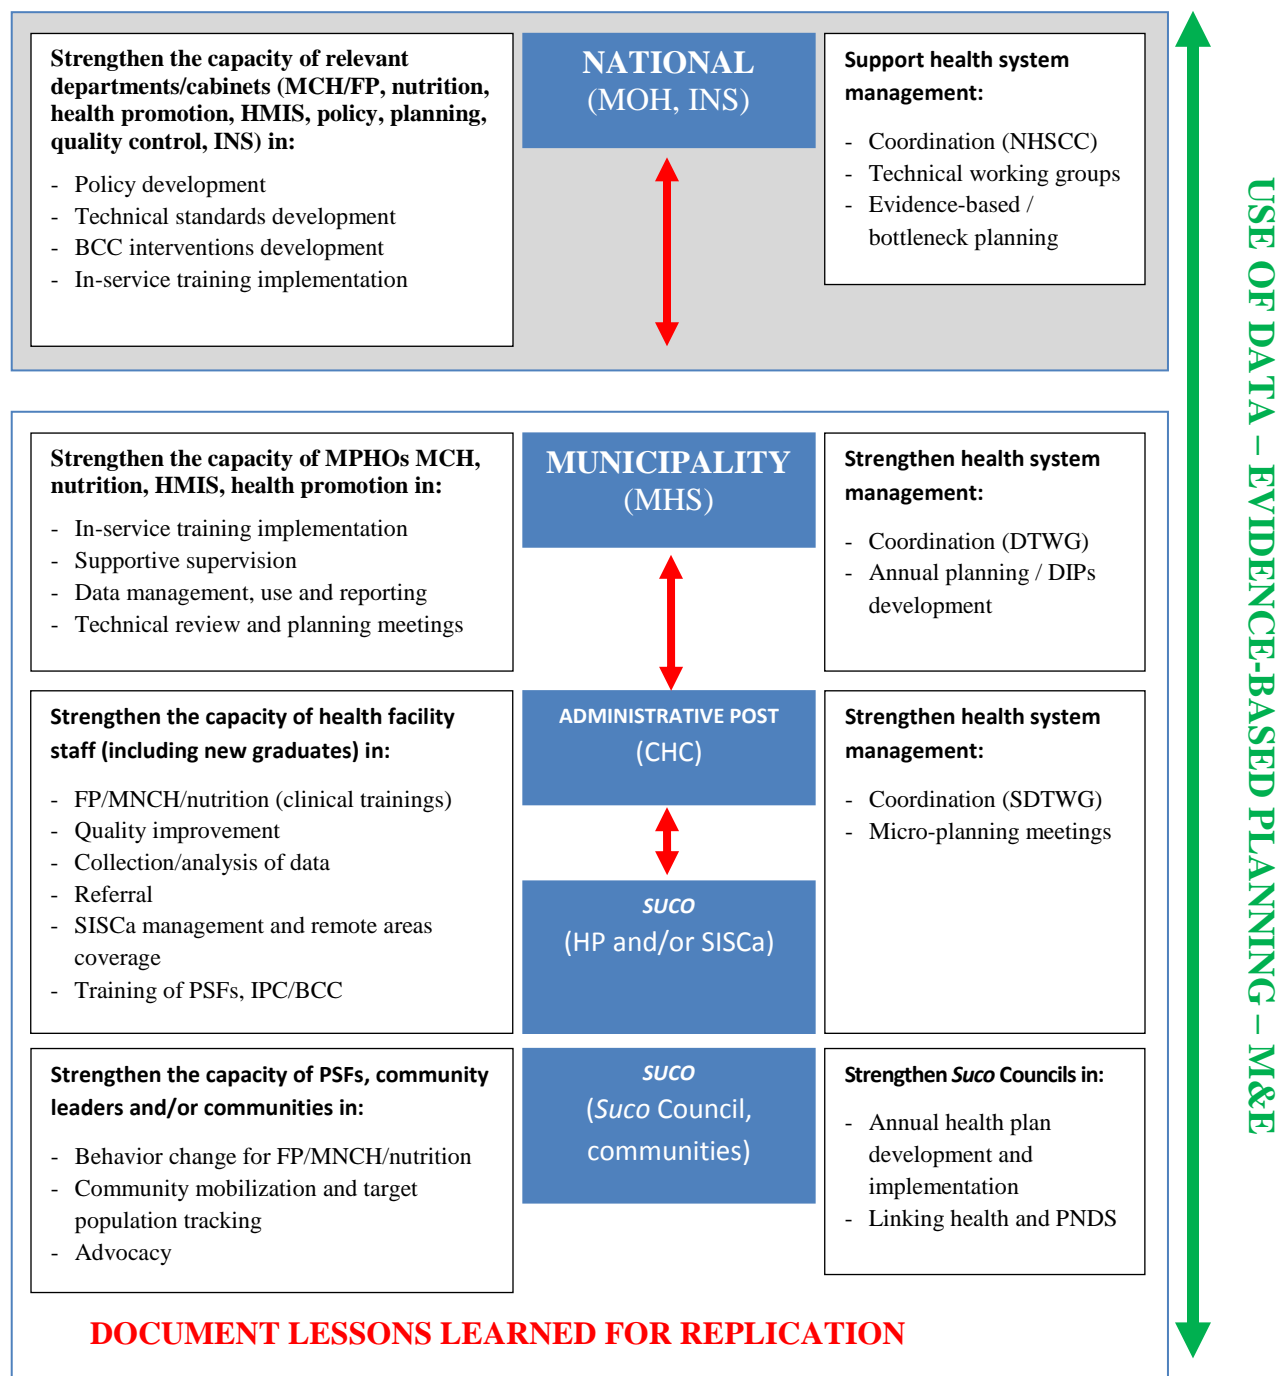 Strengthen the capacity of relevant
departments/cabinets (MCH/FP, nutrition,
health promotion, HMIS, policy, planning,
quality control, INS) in:
- Policy development
- Technical standards development
- BCC interventions development
- In-service training implementation
NATIONAL
(MOH, INS)
Support health system
management:
- Coordination (NHSCC)
- Technical working groups
- Evidence-based /
bottleneck planning
Strengthen the capacity of MPHOs MCH,
nutrition, HMIS, health promotion in:
- In-service training implementation
- Supportive supervision
- Data management, use and reporting
- Technical review and planning meetings
MUNICIPALITY
(MHS)
Strengthen health system
management:
- Coordination (DTWG)
- Annual planning / DIPs
development
Strengthen the capacity of health facility
staff (including new graduates) in:
- FP/MNCH/nutrition (clinical trainings)
- Quality improvement
- Collection/analysis of data
- Referral
- SISCa management and remote areas
coverage
- Training of PSFs, IPC/BCC
ADMINISTRATIVE POST
(CHC)
SUCO
(HP and/or SISCa)
Strengthen health system
management:
- Coordination (SDTWG)
- Micro-planning meetings
Strengthen the capacity of PSFs, community
leaders and/or communities in:
- Behavior change for FP/MNCH/nutrition
- Community mobilization and target
population tracking
- Advocacy
SUCO
(Suco Council,
communities)
Strengthen Suco Councils in:
- Annual health plan
development and
implementation
- Linking health and PNDS
DOCUMENT LESSONS LEARNED FOR REPLICATION
USE OF DATA – EVIDENCE-BASED PLANNING – M&E